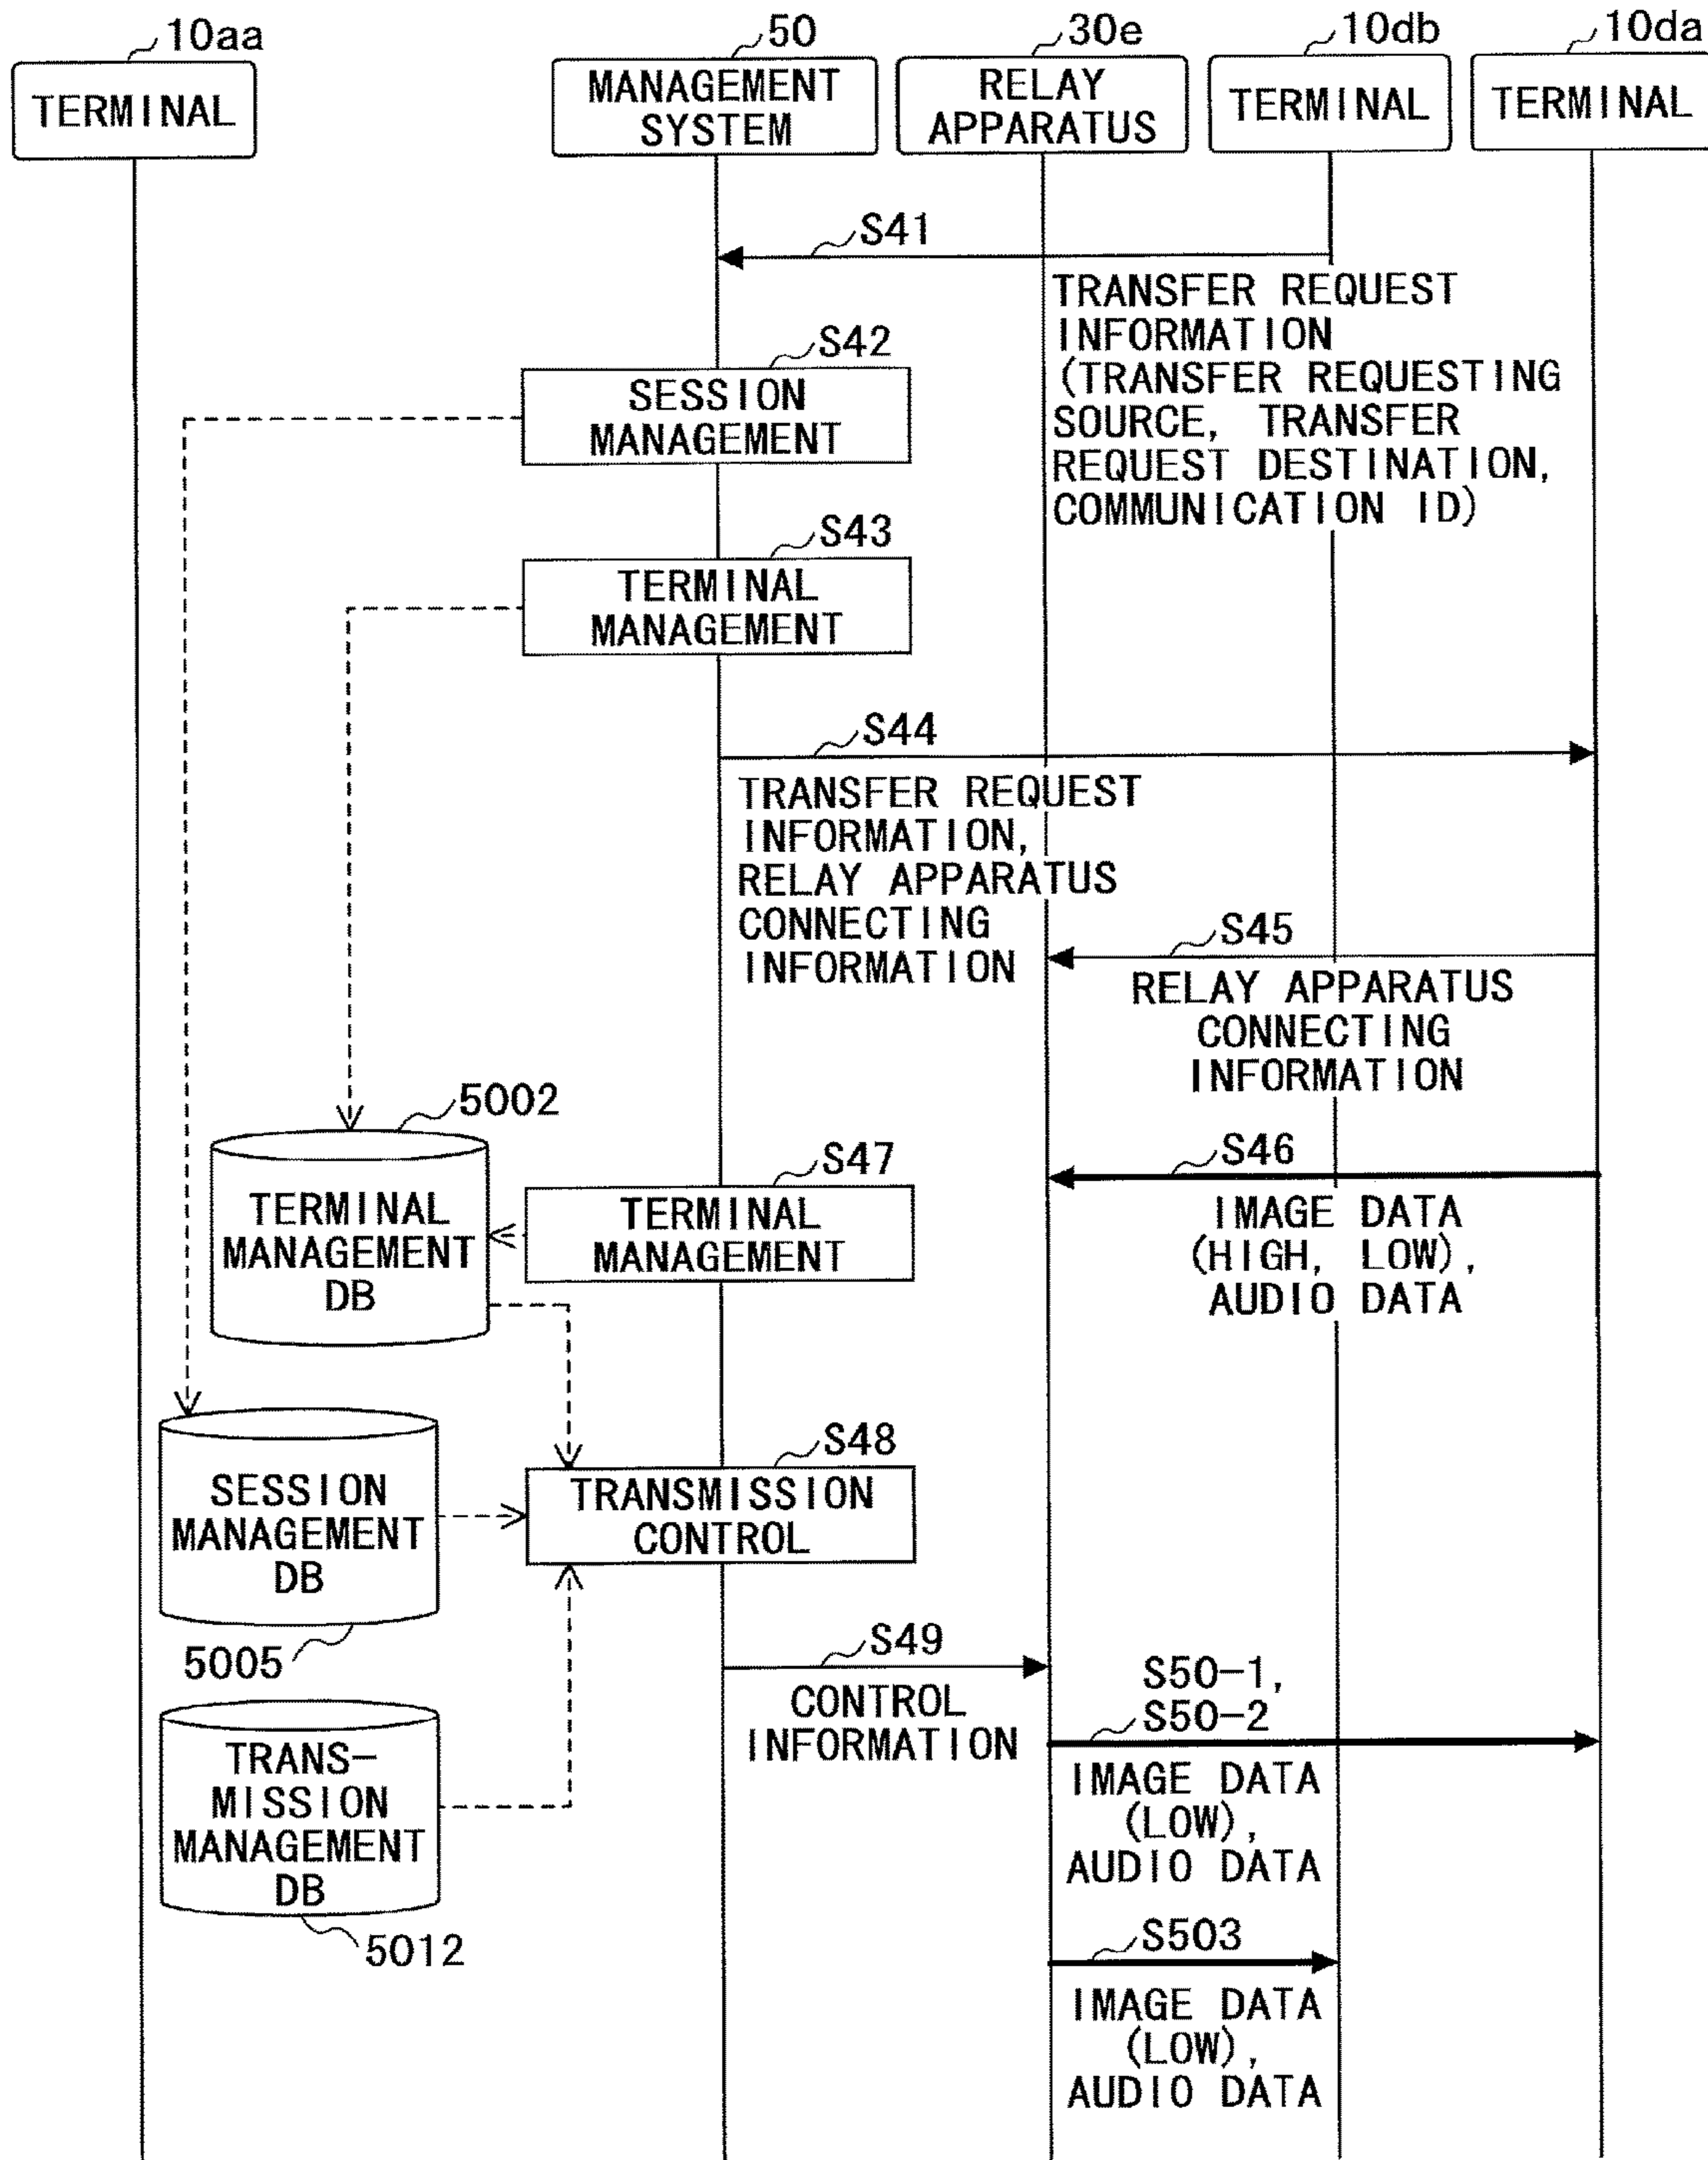 10aa
50
30e
10db
10da
TERMINAL
MANAGEMENT
SYSTEM
RELAY
APPARATUS
TERMINAL
TERMINAL
S41
TRANSFER REQUEST
INFORMATION
(TRANSFER REQUESTING
SOURCE, TRANSFER
REQUEST DESTINATION,
COMMUNICATION ID)
S42
SESSION
MANAGEMENT
S43
TERMINAL
MANAGEMENT
S44
TRANSFER REQUEST
INFORMATION,
RELAY APPARATUS
CONNECTING
INFORMATION
S45
RELAY APPARATUS
CONNECTING
INFORMATION
5002
TERMINAL
MANAGEMENT
DB
S47
TERMINAL
MANAGEMENT
S46
IMAGE DATA
(HIGH, LOW),
AUDIO DATA
SESSION
MANAGEMENT
DB
5005
S48
TRANSMISSION
CONTROL
S49
CONTROL
INFORMATION
S50-1,
S50-2
IMAGE DATA
(LOW),
AUDIO DATA
TRANS-
MISSION
MANAGEMENT
DB
5012
S503
IMAGE DATA
(LOW),
AUDIO DATA